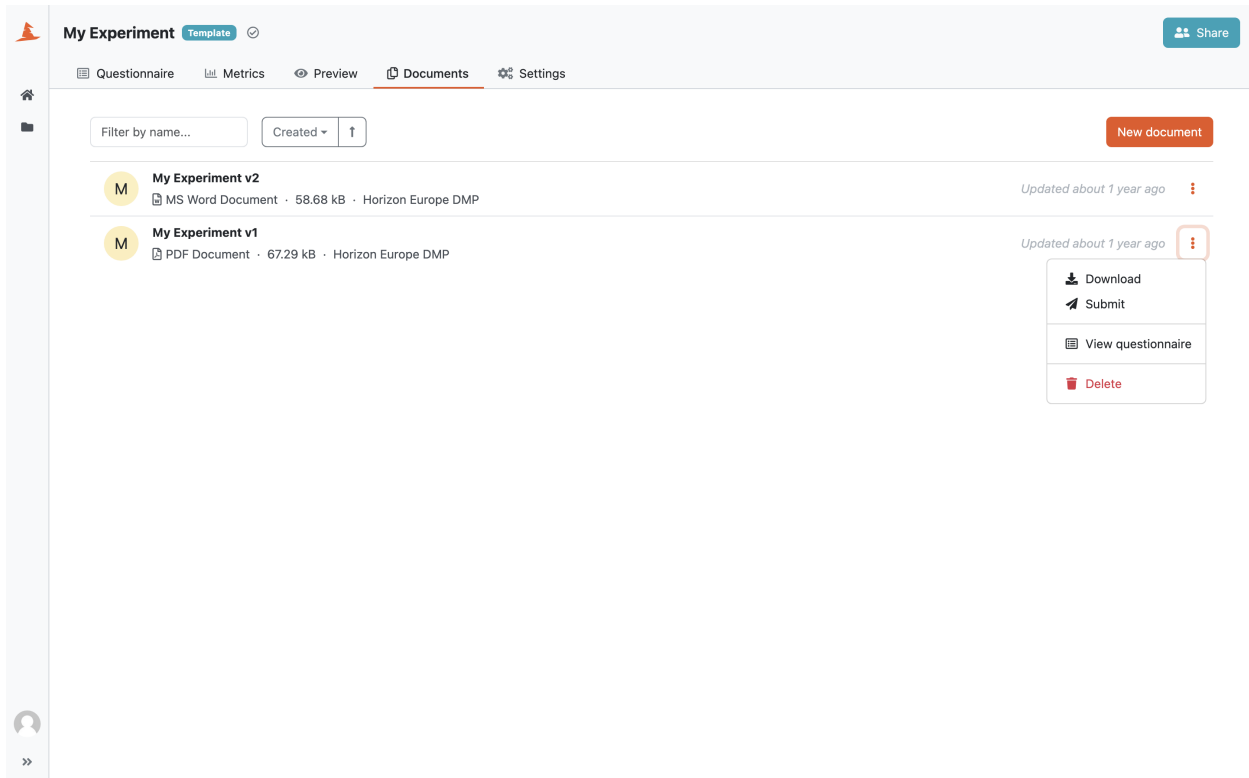 My Experiment Template
Share
Questionnaire Metrics Preview Documents Settings
Filter by name... Created New document
M
My Experiment v2
MS Word Document · 58.68 kB · Horizon Europe DMP
Updated about 1 year ago
M
My Experiment v1
PDF Document · 67.29 kB · Horizon Europe DMP
Updated about 1 year ago
Download
Submit
View questionnaire
Delete